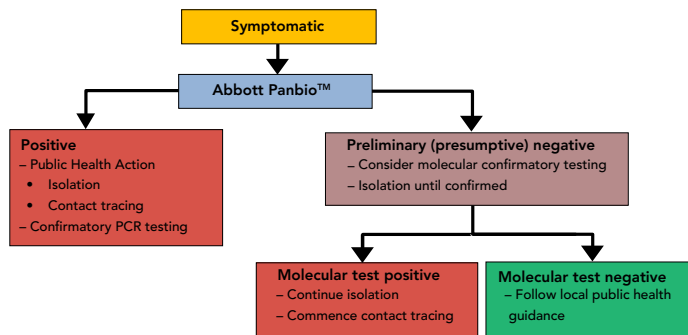 Symptomatic
Abbott Panbio™
Positive
– Public Health Action
• Isolation
• Contact tracing
– Confirmatory PCR testing
Preliminary (presumptive) negative
– Consider molecular confirmatory testing
– Isolation until confirmed
Molecular test positive
– Continue isolation
– Commence contact tracing
Molecular test negative
– Follow local public health
guidance